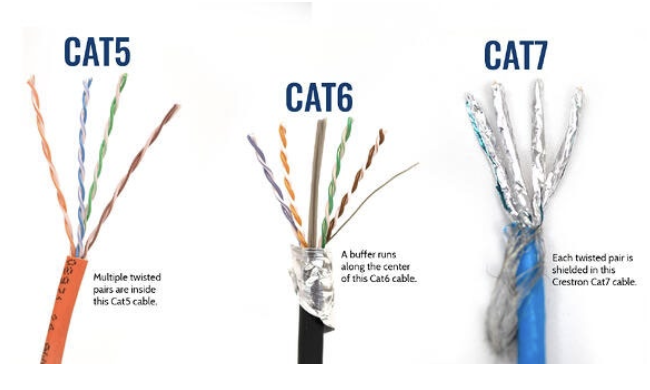 CAT5
CAT6
CAT7
Multiple twisted
pairs are inside
this Cat5 cable.
A buffer runs
along the center
of this Cat6 cable.
Each twisted pair is
shielded in this
Crestron Cat7 cable.